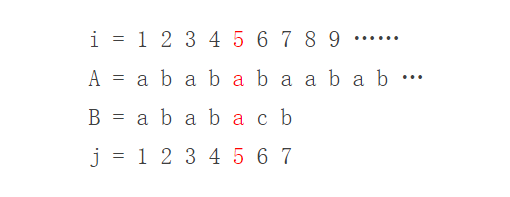 i = 1 2 3 4 5 6 7 8 9 ……
A = a b a b a b a a b a b …
B = a b a b a c b
j = 1 2 3 4 5 6 7